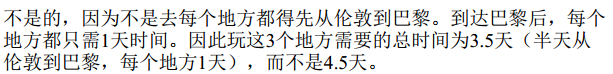 不是的，因为不是去每个地方都得先从伦敦到巴黎。到达巴黎后，每个
地方都只需1天时间。因此玩这3个地方需要的总时间为3.5天（半天从
伦敦到巴黎，每个地方1天），而不是4.5天。